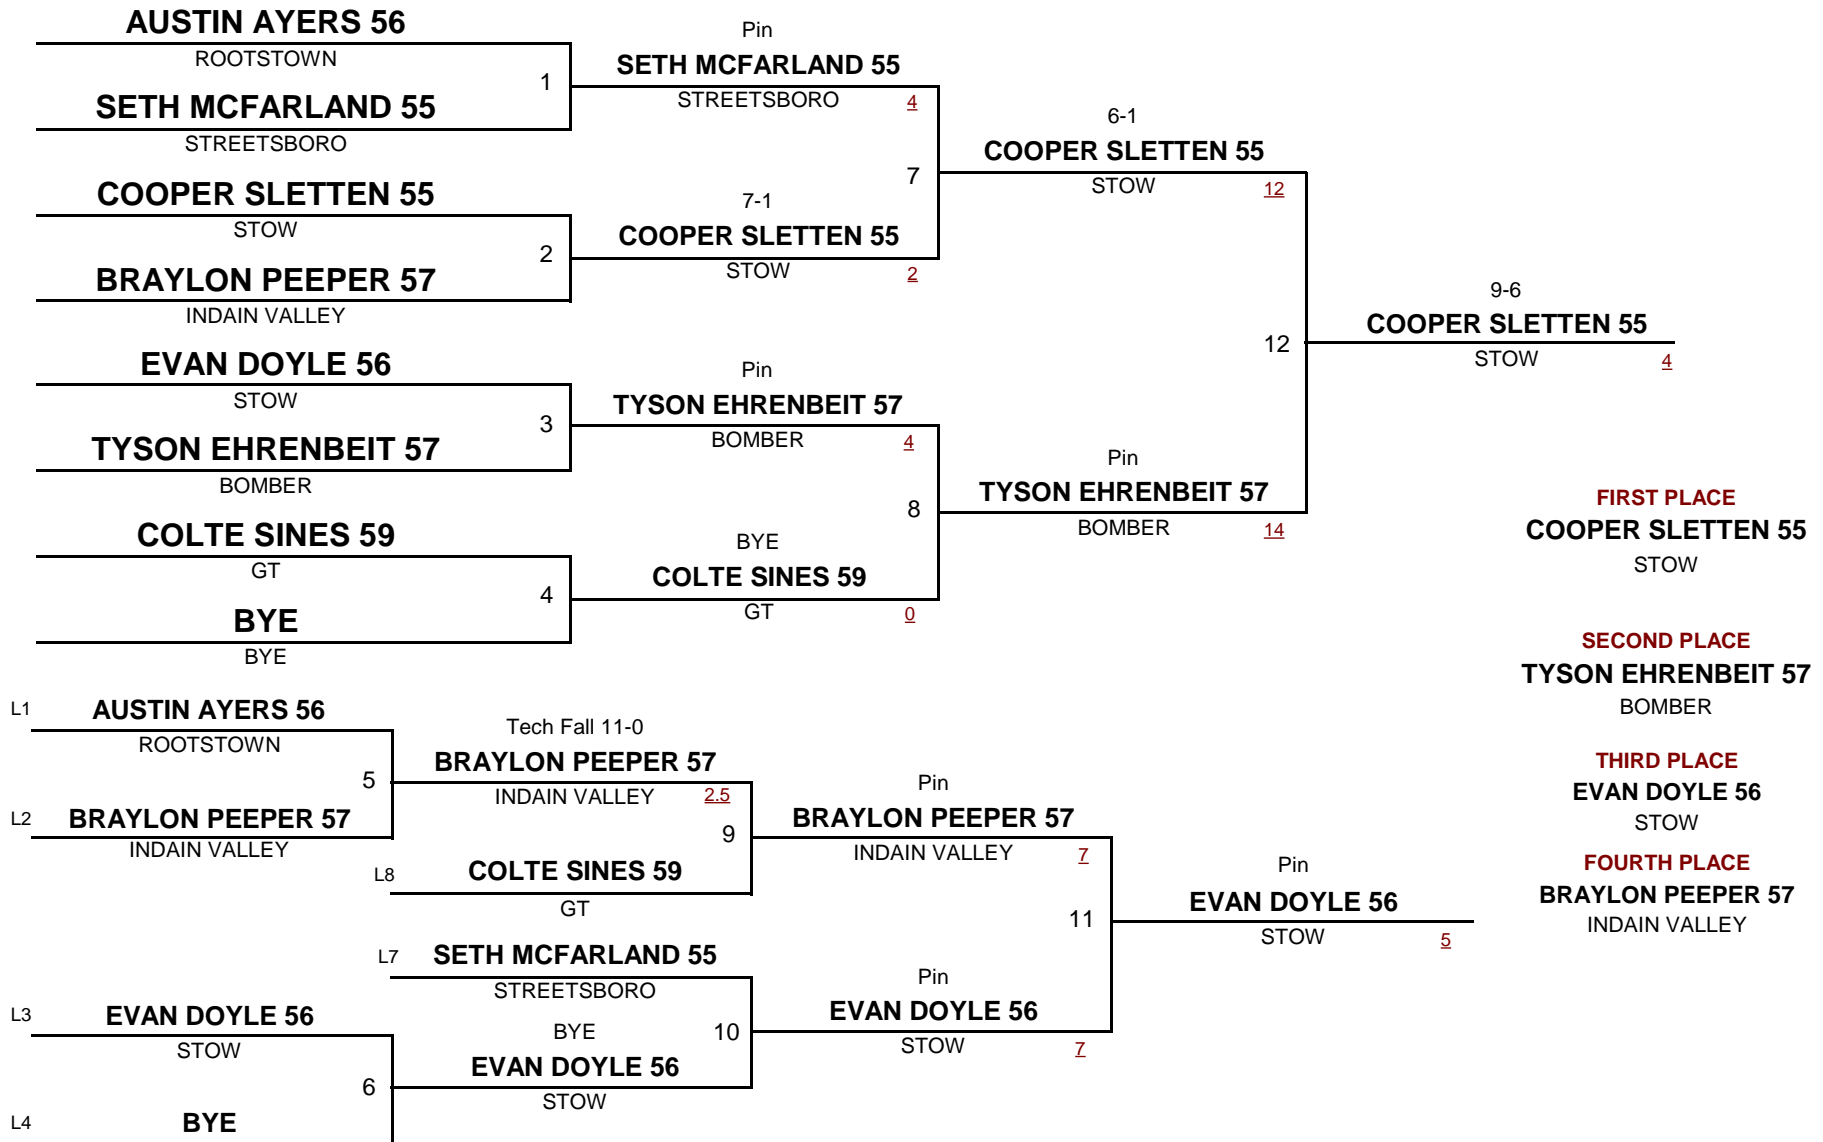 AUSTIN AYERS 56
ROOTSTOWN
1
SETH MCFARLAND 55
STREETSBORO
COOPER SLETTEN 55
STOW
2
BRAYLON PEEPER 57
INDAIN VALLEY
EVAN DOYLE 56
STOW
3
TYSON EHRENBEIT 57
BOMBER
COLTE SINES 59
GT
4
BYE
BYE
Pin
SETH MCFARLAND 55
STREETSBORO 4
7
7-1
COOPER SLETTEN 55
STOW 2
Pin
TYSON EHRENBEIT 57
BOMBER 4
8
BYE
COLTE SINES 59
GT 0
6-1
COOPER SLETTEN 55
STOW 12
12
Pin
TYSON EHRENBEIT 57
BOMBER 14
9-6
COOPER SLETTEN 55
STOW 4
FIRST PLACE
COOPER SLETTEN 55
STOW
SECOND PLACE
TYSON EHRENBEIT 57
BOMBER
THIRD PLACE
EVAN DOYLE 56
STOW
FOURTH PLACE
BRAYLON PEEPER 57
INDAIN VALLEY
L1 AUSTIN AYERS 56
ROOTSTOWN
5
L2 BRAYLON PEEPER 57
INDAIN VALLEY
L3 EVAN DOYLE 56
STOW
6
L4 BYE
Tech Fall 11-0
BRAYLON PEEPER 57
INDAIN VALLEY 2.5
9
L8 COLTE SINES 59
GT
L7 SETH MCFARLAND 55
STREETSBORO
BYE 10
EVAN DOYLE 56
STOW
Pin
BRAYLON PEEPER 57
INDAIN VALLEY 7
11
Pin
EVAN DOYLE 56
STOW 7
Pin
EVAN DOYLE 56
STOW 5